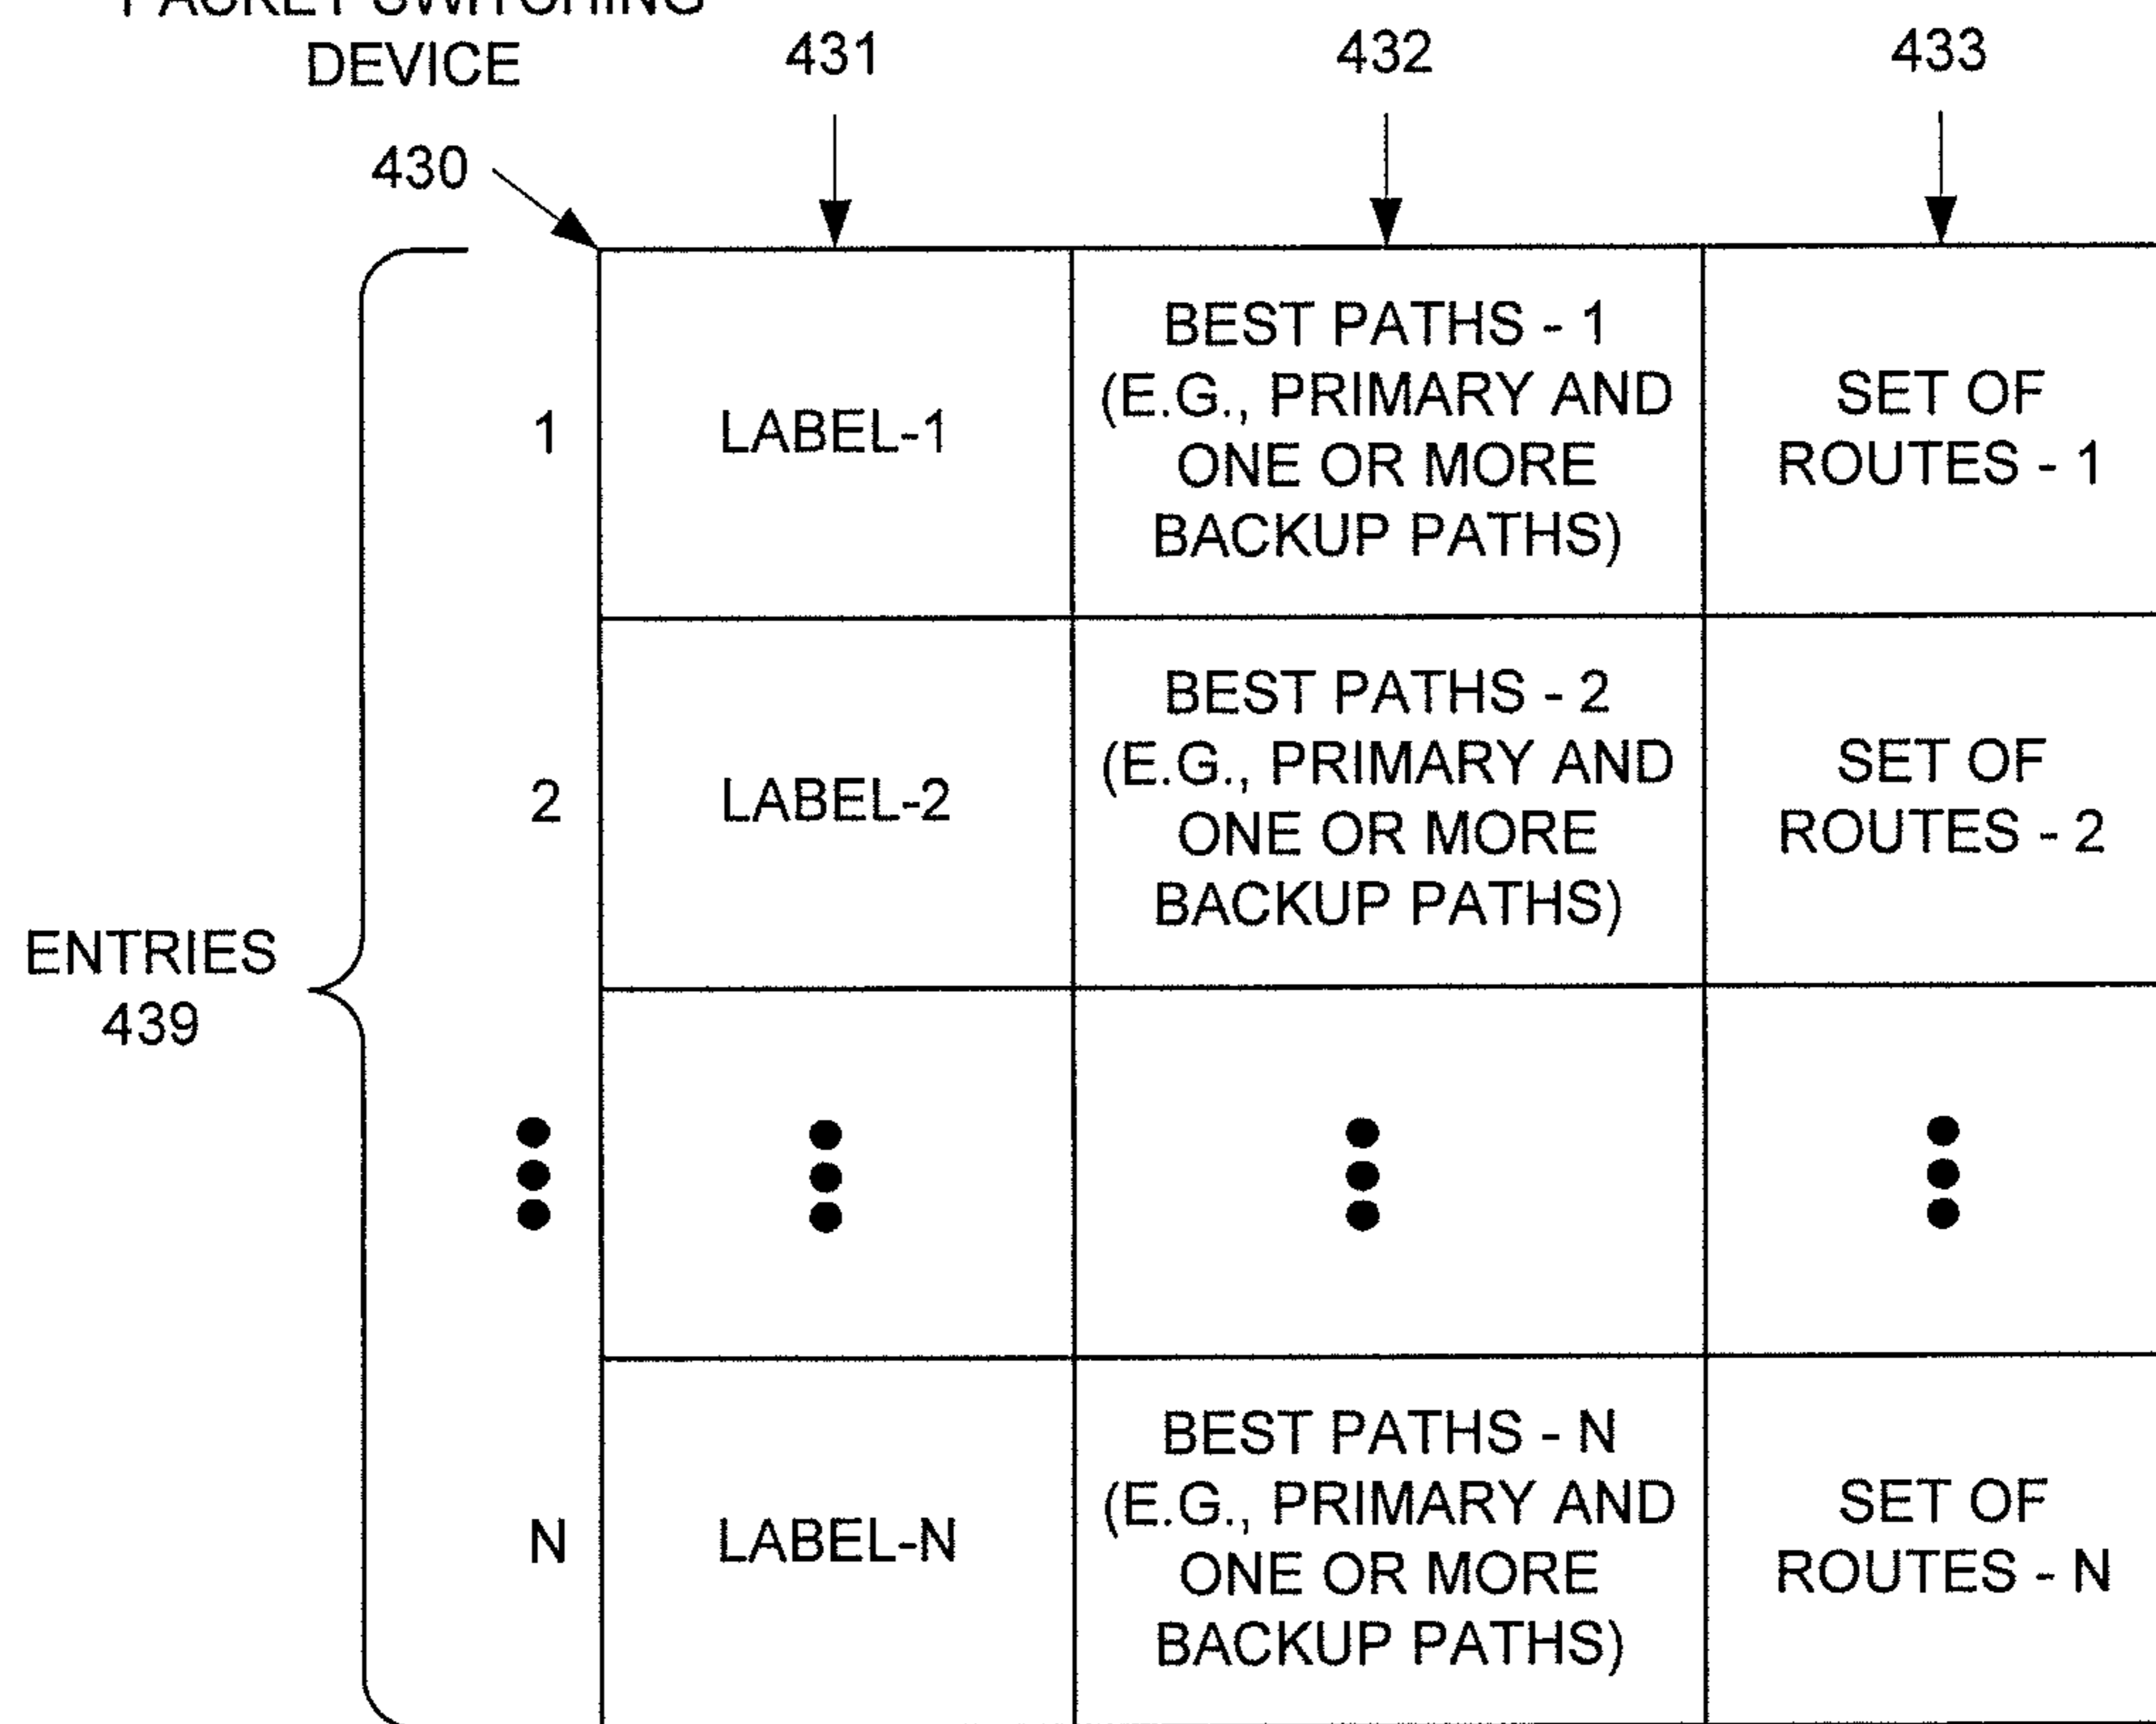 PACKET SWITCHING
DEVICE
431
432
433
430
1
LABEL-1
BEST PATHS - 1
(E.G., PRIMARY AND
ONE OR MORE
BACKUP PATHS)
SET OF
ROUTES - 1
2
LABEL-2
BEST PATHS - 2
(E.G., PRIMARY AND
ONE OR MORE
BACKUP PATHS)
SET OF
ROUTES - 2
ENTRIES
439
N
LABEL-N
BEST PATHS - N
(E.G., PRIMARY AND
ONE OR MORE
BACKUP PATHS)
SET OF
ROUTES - N